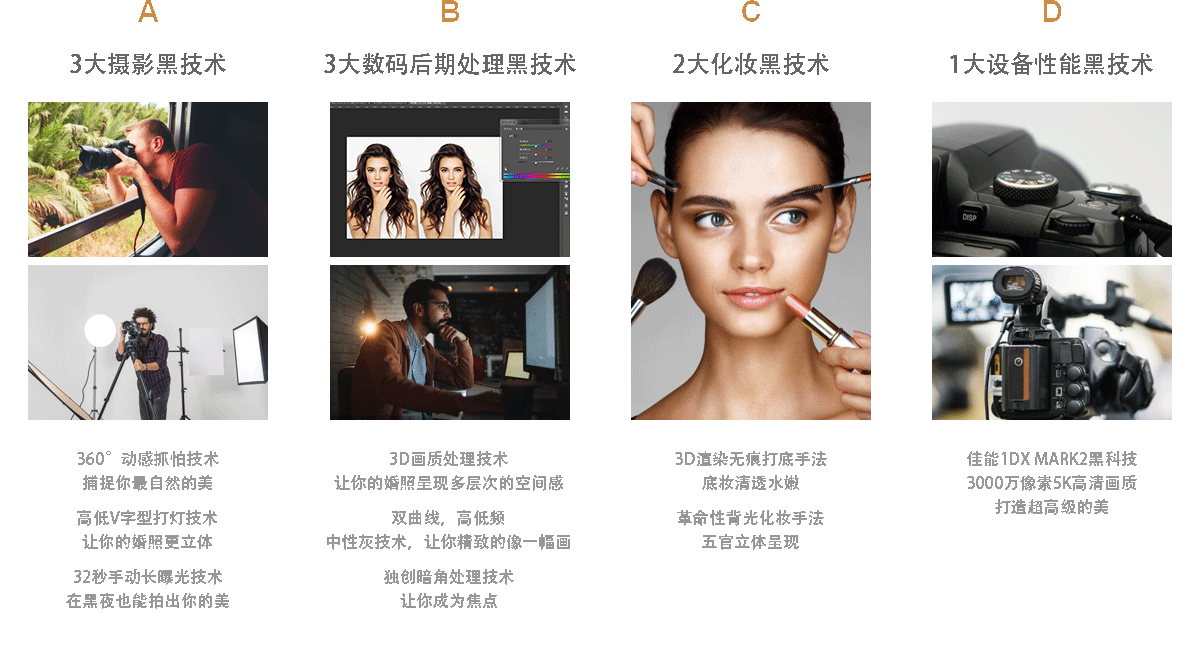 A
3大摄影黑技术
360°动感抓怕技术
捕捉你最自然的美
高低V字型打灯技术
让你的婚照更立体
32秒手动长曝光技术
在黑夜也能拍出你的美
B
3大数码后期处理黑技术
3D画质处理技术
让你的婚照呈现多层次的空间感
双曲线，高低频
中性灰技术，让你精致的像一幅画
独创暗角处理技术
让你成为焦点
C
2大化妆黑技术
3D渲染无痕打底手法
底妆清透水嫩
革命性背光化妆手法
五官立体呈现
D
1大设备性能黑技术
DISP
佳能1DX MARK2黑科技
3000万像素5K高清画质
打造超高级的美